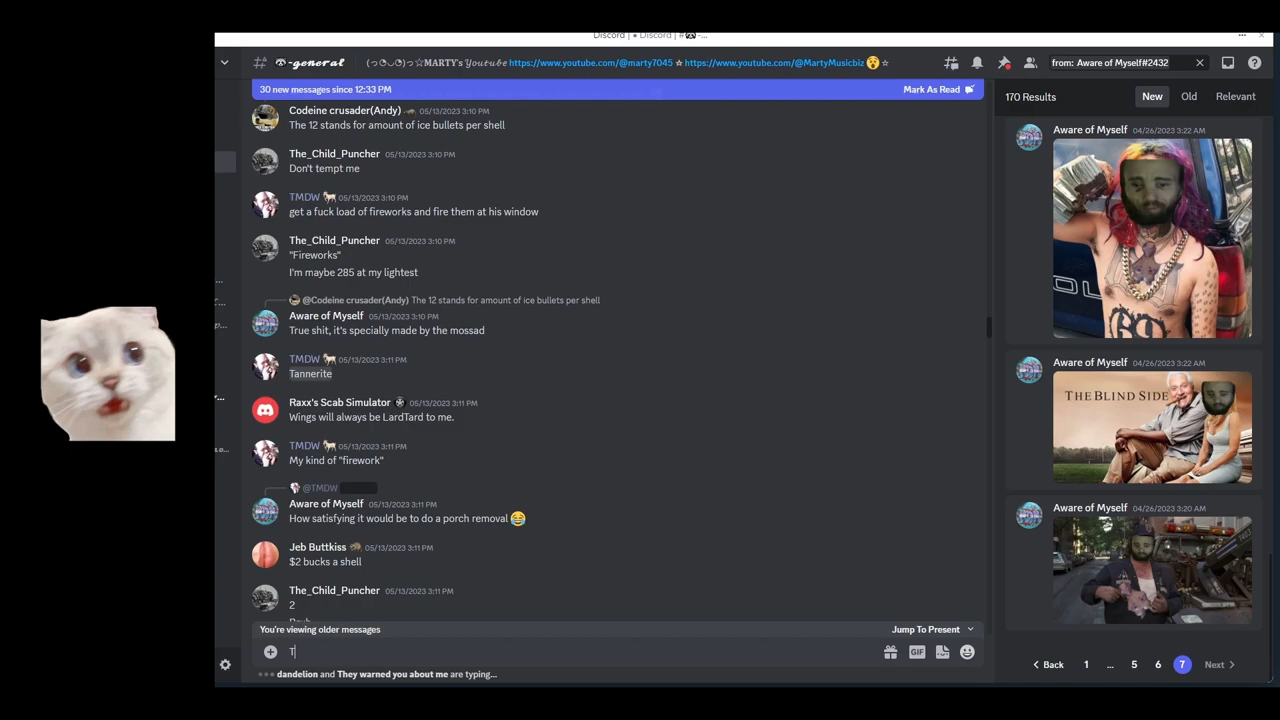 Discord | • Discord | #🦝-...
🦝-𝓰𝓮𝓷𝓮𝓻𝓪𝓵
(っ◔◡◔)っ☆MARTY's Youtube https://www.youtube.com/@marty7045 ☆ https://www.youtube.com/@MartyMusicbiz 😯 ☆
from: Aware of Myself#2432
30 new messages since 12:33 PM
Mark As Read
Codeine crusader(Andy) 05/13/2023 3:10 PM
The 12 stands for amount of ice bullets per shell
The_Child_Puncher 05/13/2023 3:10 PM
Don't tempt me
TMDW 🐐 05/13/2023 3:10 PM
get a fuck load of fireworks and fire them at his window
The_Child_Puncher 05/13/2023 3:10 PM
"Fireworks"
I'm maybe 285 at my lightest
@Codeine crusader(Andy) The 12 stands for amount of ice bullets per shell
Aware of Myself 05/13/2023 3:10 PM
True shit, it's specially made by the mossad
TMDW 🐐 05/13/2023 3:11 PM
Tannerite
Raxx's Scab Simulator 05/13/2023 3:11 PM
Wings will always be LardTard to me.
TMDW 🐐 05/13/2023 3:11 PM
My kind of "firework"
@TMDW
Aware of Myself 05/13/2023 3:11 PM
How satisfying it would be to do a porch removal 😂
Jeb Buttkiss 05/13/2023 3:11 PM
$2 bucks a shell
The_Child_Puncher 05/13/2023 3:11 PM
2
You're viewing older messages
Jump To Present
T
GIF
dandelion and They warned you about me are typing...
170 Results
New
Old
Relevant
Aware of Myself 04/26/2023 3:22 AM
69
Aware of Myself 04/26/2023 3:22 AM
THE BLIND SIDE
Aware of Myself 04/26/2023 3:20 AM
Back
1
...
5
6
7
Next